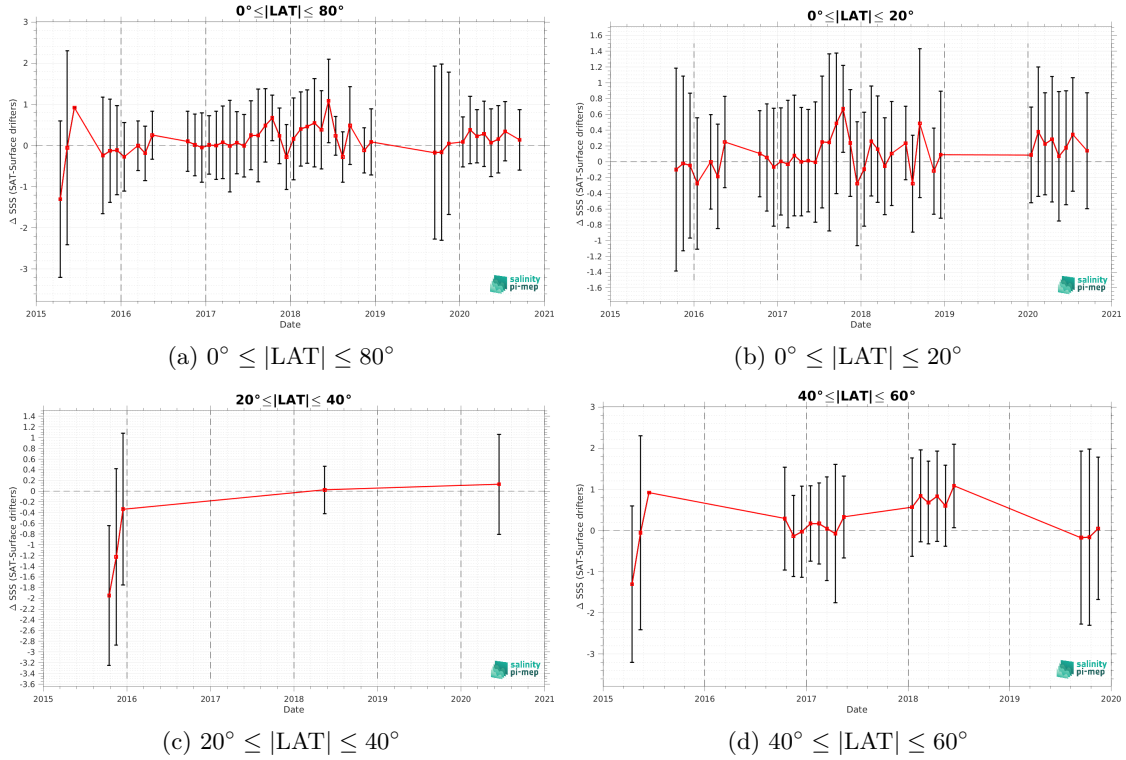 0°≤|LAT|≤ 80°
3
2
1
0
-1
-2
-3
Δ SSS (SAT-Surface drifters)
2015 2016 2017 2018 2019 2020 2021
Date
salinity
pi-mep
(a) 0° ≤ |LAT| ≤ 80°
0°≤|LAT|≤ 20°
1.6
1.4
1.2
1
0.8
0.6
0.4
0.2
0
-0.2
-0.4
-0.6
-0.8
-1
-1.2
-1.4
-1.6
Δ SSS (SAT-Surface drifters)
2015 2016 2017 2018 2019 2020 2021
Date
salinity
pi-mep
(b) 0° ≤ |LAT| ≤ 20°
20°≤|LAT|≤ 40°
1.4
1.2
1
0.8
0.6
0.4
0.2
0
-0.2
-0.4
-0.6
-0.8
-1
-1.2
-1.4
-1.6
-1.8
-2
-2.2
-2.4
-2.6
-2.8
-3
-3.2
-3.4
-3.6
Δ SSS (SAT-Surface drifters)
2015 2016 2017 2018 2019 2020 2021
Date
salinity
pi-mep
(c) 20° ≤ |LAT| ≤ 40°
40°≤|LAT|≤ 60°
3
2
1
0
-1
-2
-3
Δ SSS (SAT-Surface drifters)
2015 2016 2017 2018 2019 2020
Date
salinity
pi-mep
(d) 40° ≤ |LAT| ≤ 60°